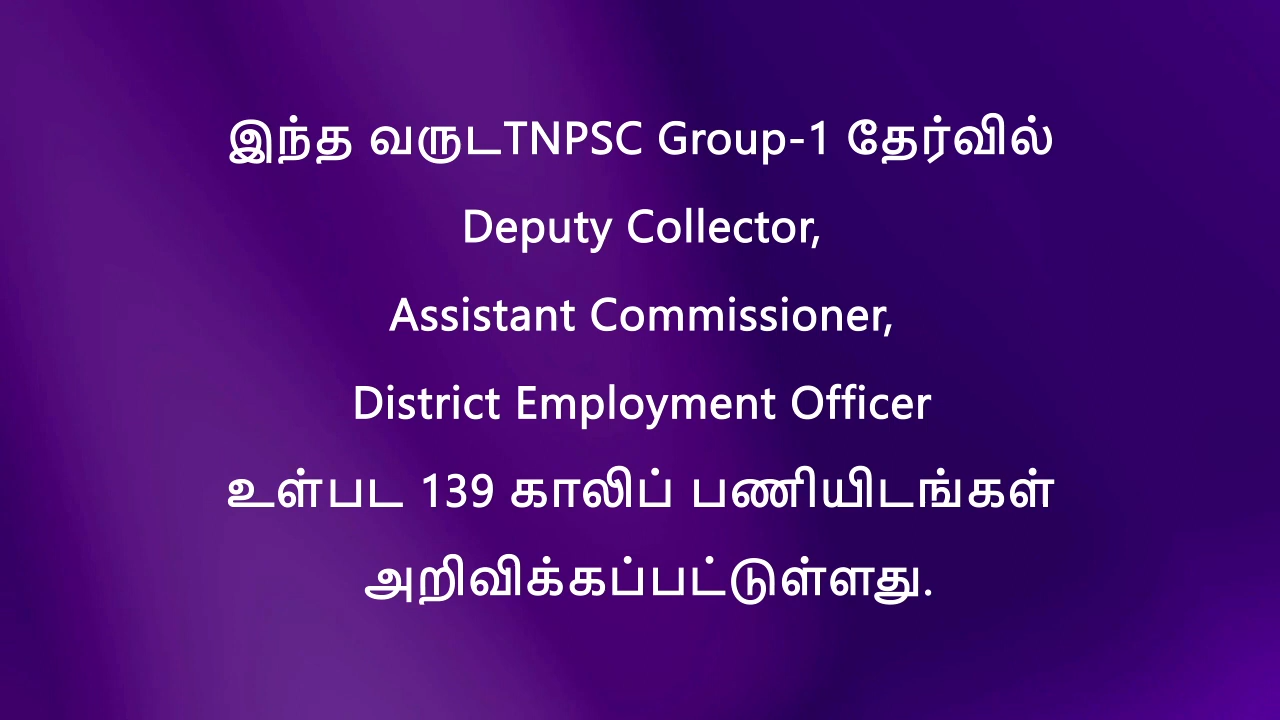 இந்த வருடTNPSC Group-1 தேர்வில்
Deputy Collector,
Assistant Commissioner,
District Employment Officer
உள்பட 139 காலிப் பணியிடங்கள்
அறிவிக்கப்பட்டுள்ளது.